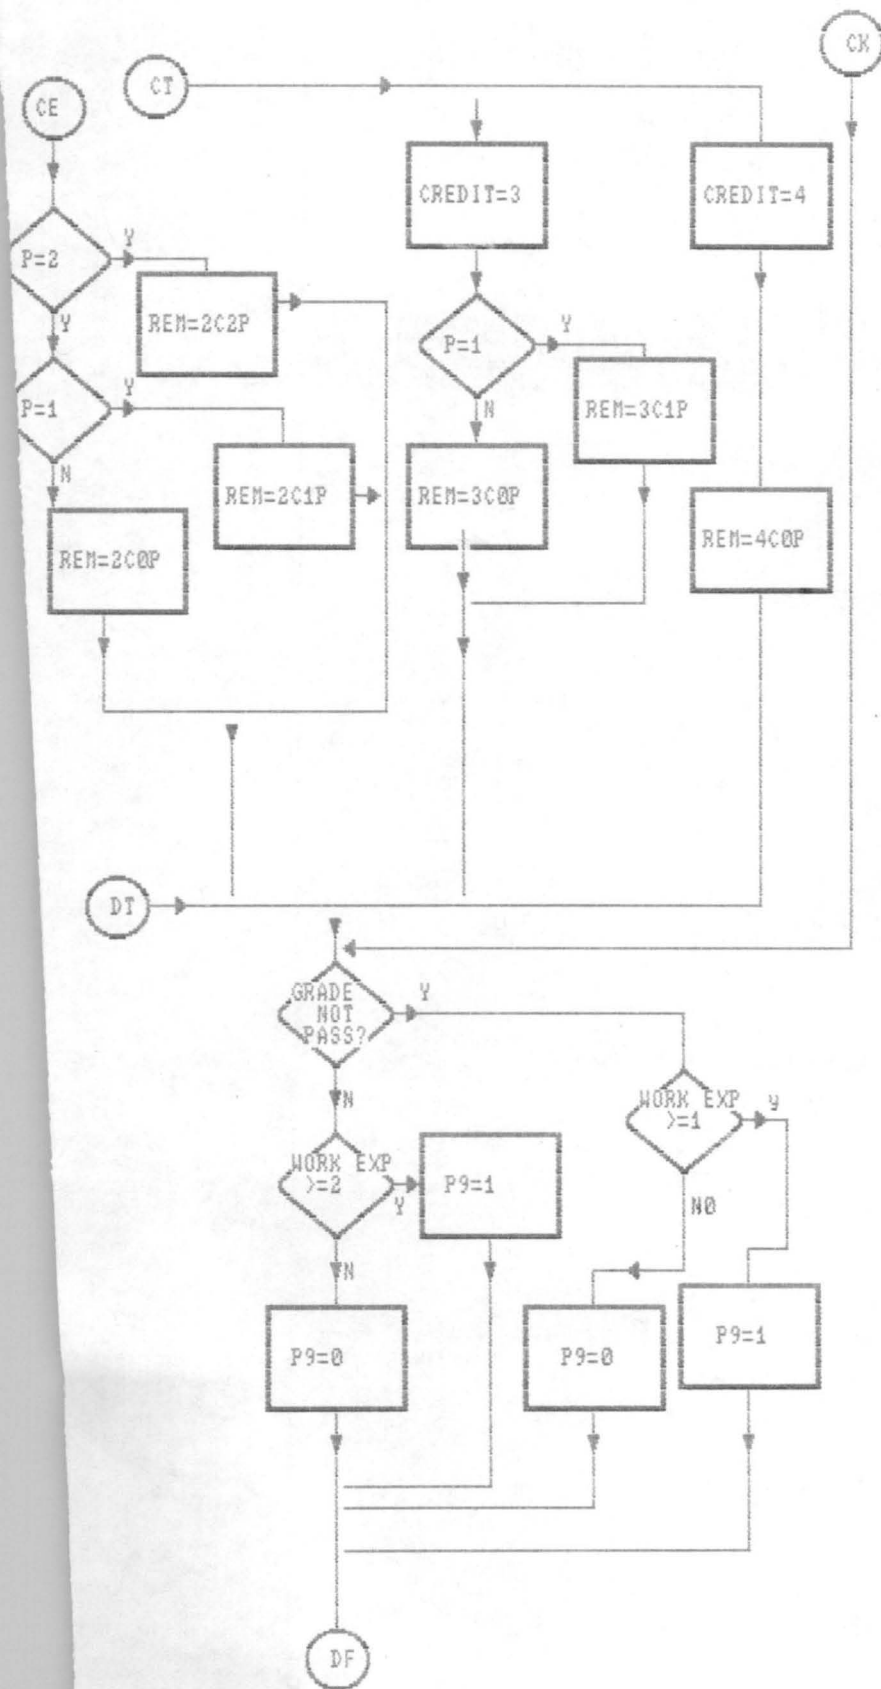 CK
CT
CE
CREDIT=3
CREDIT=4
P=2
Y
REM=2C2P
Y
P=1
Y
P=1
Y
REM=3C1P
N
N
REM=2C1P
REM=3C0P
REM=2C0P
REM=4C0P
DT
GRADE
NOT
PASS?
Y
N
WORK EXP
>=1
y
WORK EXP
>=2
Y
P9=1
N0
N
P9=0
P9=0
P9=1
DF